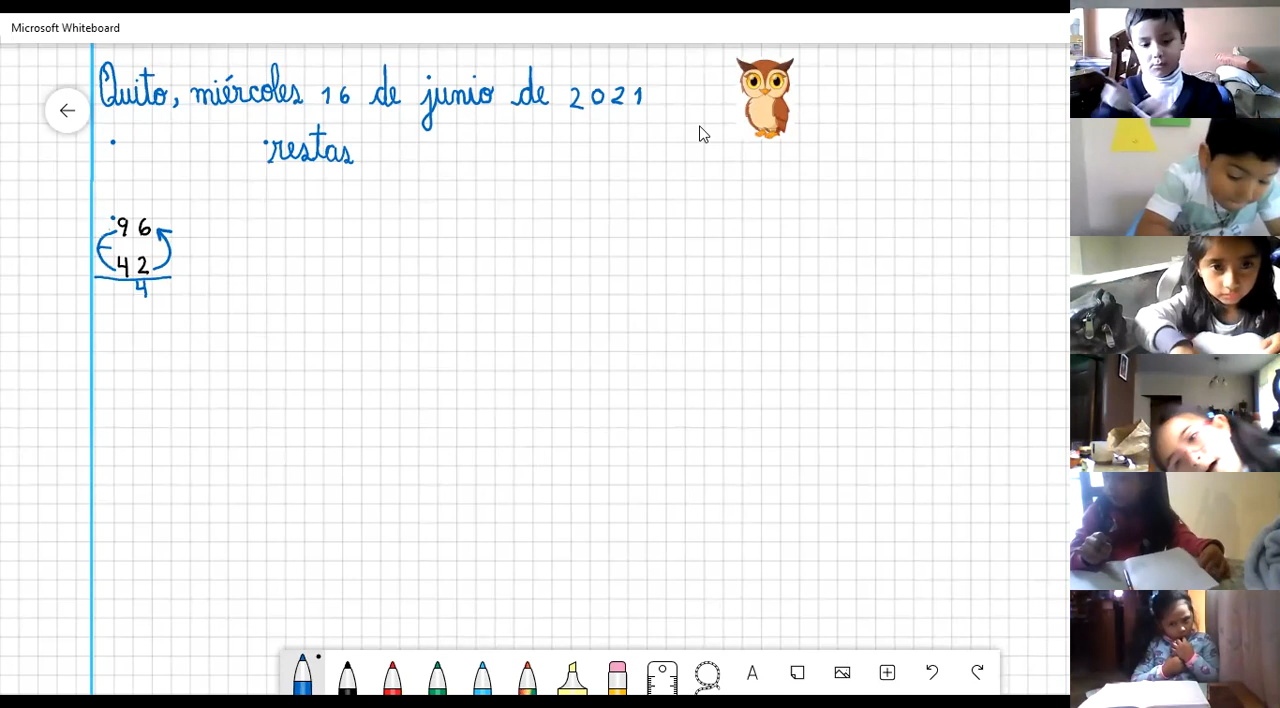 Microsoft Whiteboard
Quito, miércoles 16 de junio de 2021
restas
96
42
4
A